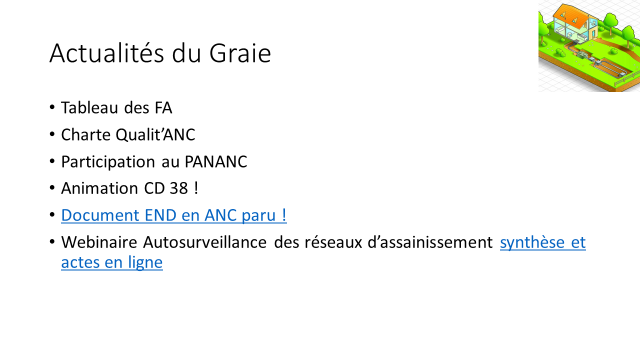 Actualités du Graie
• Tableau des FA
• Charte Qualit’ANC
• Participation au PANANC
• Animation CD 38 !
• Document END en ANC paru !
• Webinaire Autosurveillance des réseaux d’assainissement synthèse et
actes en ligne